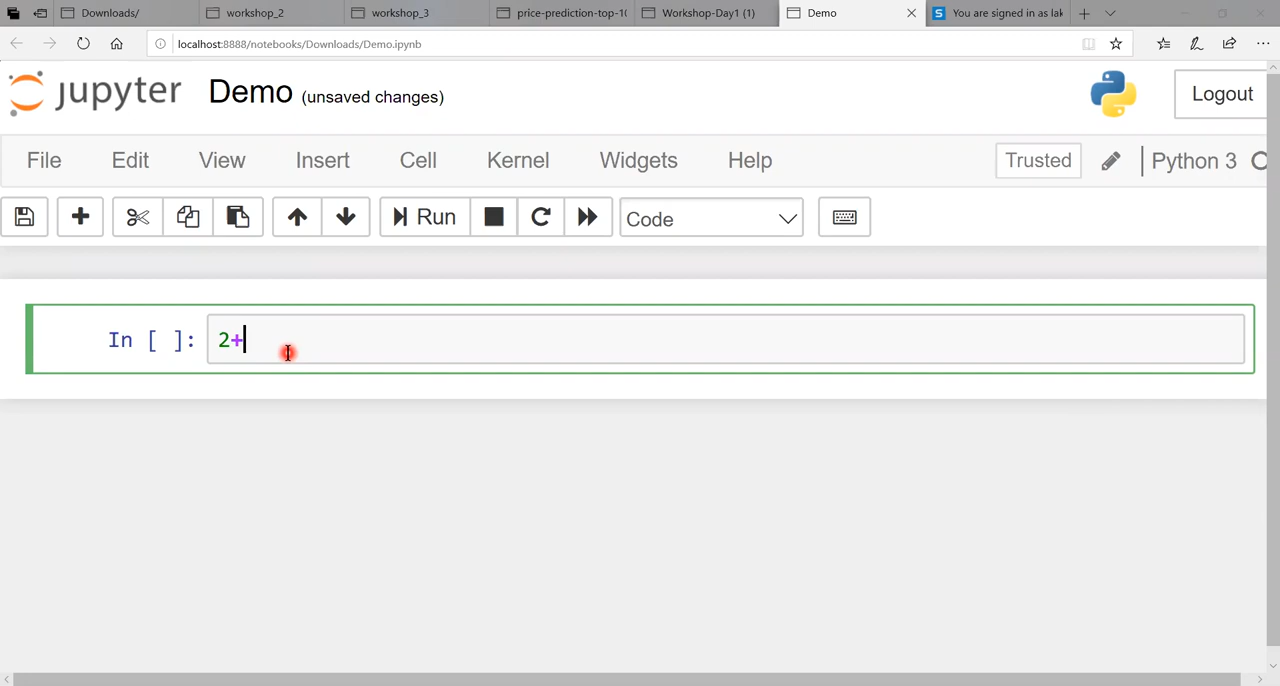 Downloads/ workshop_2 workshop_3 price-prediction-top-1( Workshop-Day1 (1) Demo You are signed in as lak
localhost:8888/notebooks/Downloads/Demo.ipynb
jupyter Demo (unsaved changes) Logout
File Edit View Insert Cell Kernel Widgets Help Trusted Python 3
Run Code
In [ ]: 2+